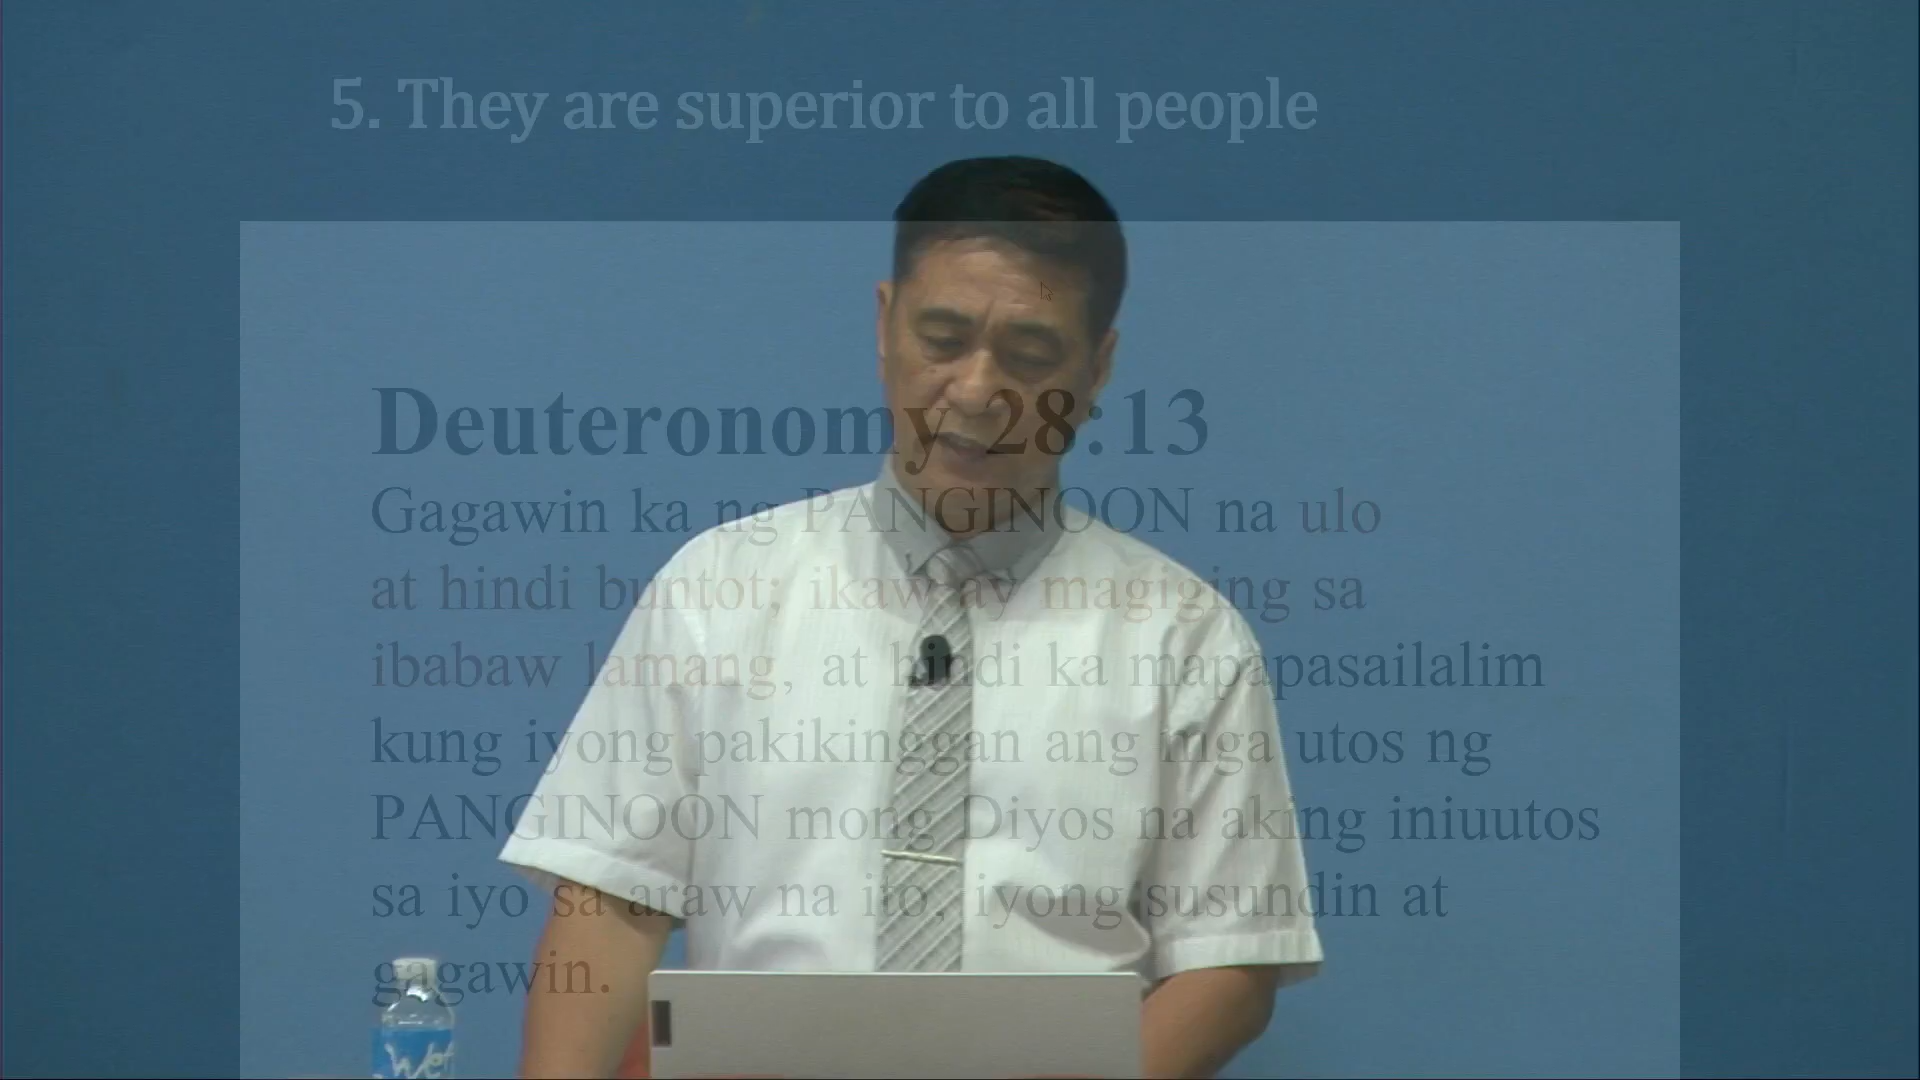 5. They are superior to all people
Deuteronomy 28:13
Gagawin ka ng PANGINOON na ulo
at hindi buntot; ikaw ay magiging sa
ibabaw lamang, at hindi ka mapapasailalim
kung iyong pakikinggan ang mga utos ng
PANGINOON mong Diyos na aking iniuutos
sa iyo sa araw na ito, iyong susundin at
gagawin.